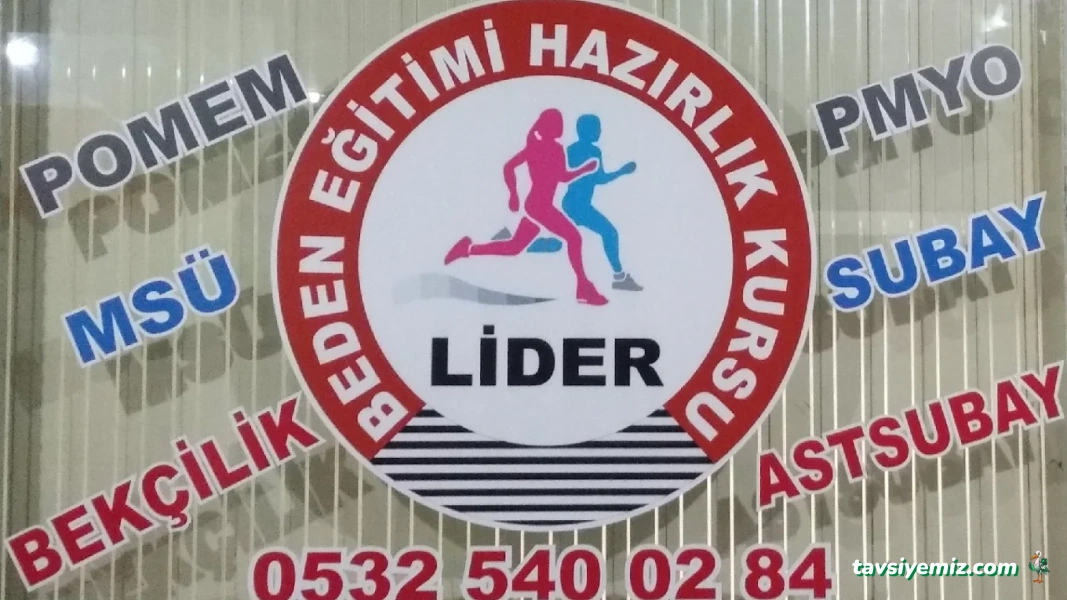 BEDEN EĞİTİMİ HAZIRLIK KURSU
LİDER
POMEM
MSÜ
BEKÇİLİK
PMYO
SUBAY
ASTSUBAY
0532 540 02 84
tavsiyemiz.com